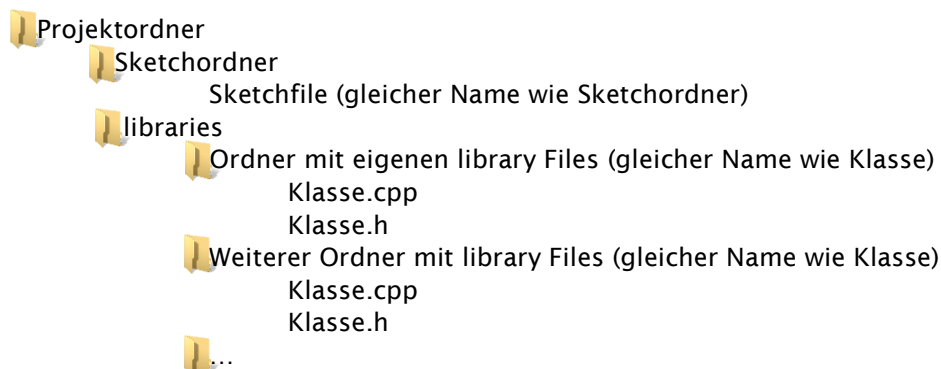 Projektordner
Sketchordner
Sketchfile (gleicher Name wie Sketchordner)
libraries
Ordner mit eigenen library Files (gleicher Name wie Klasse)
Klasse.cpp
Klasse.h
Weiterer Ordner mit library Files (gleicher Name wie Klasse)
Klasse.cpp
Klasse.h
...